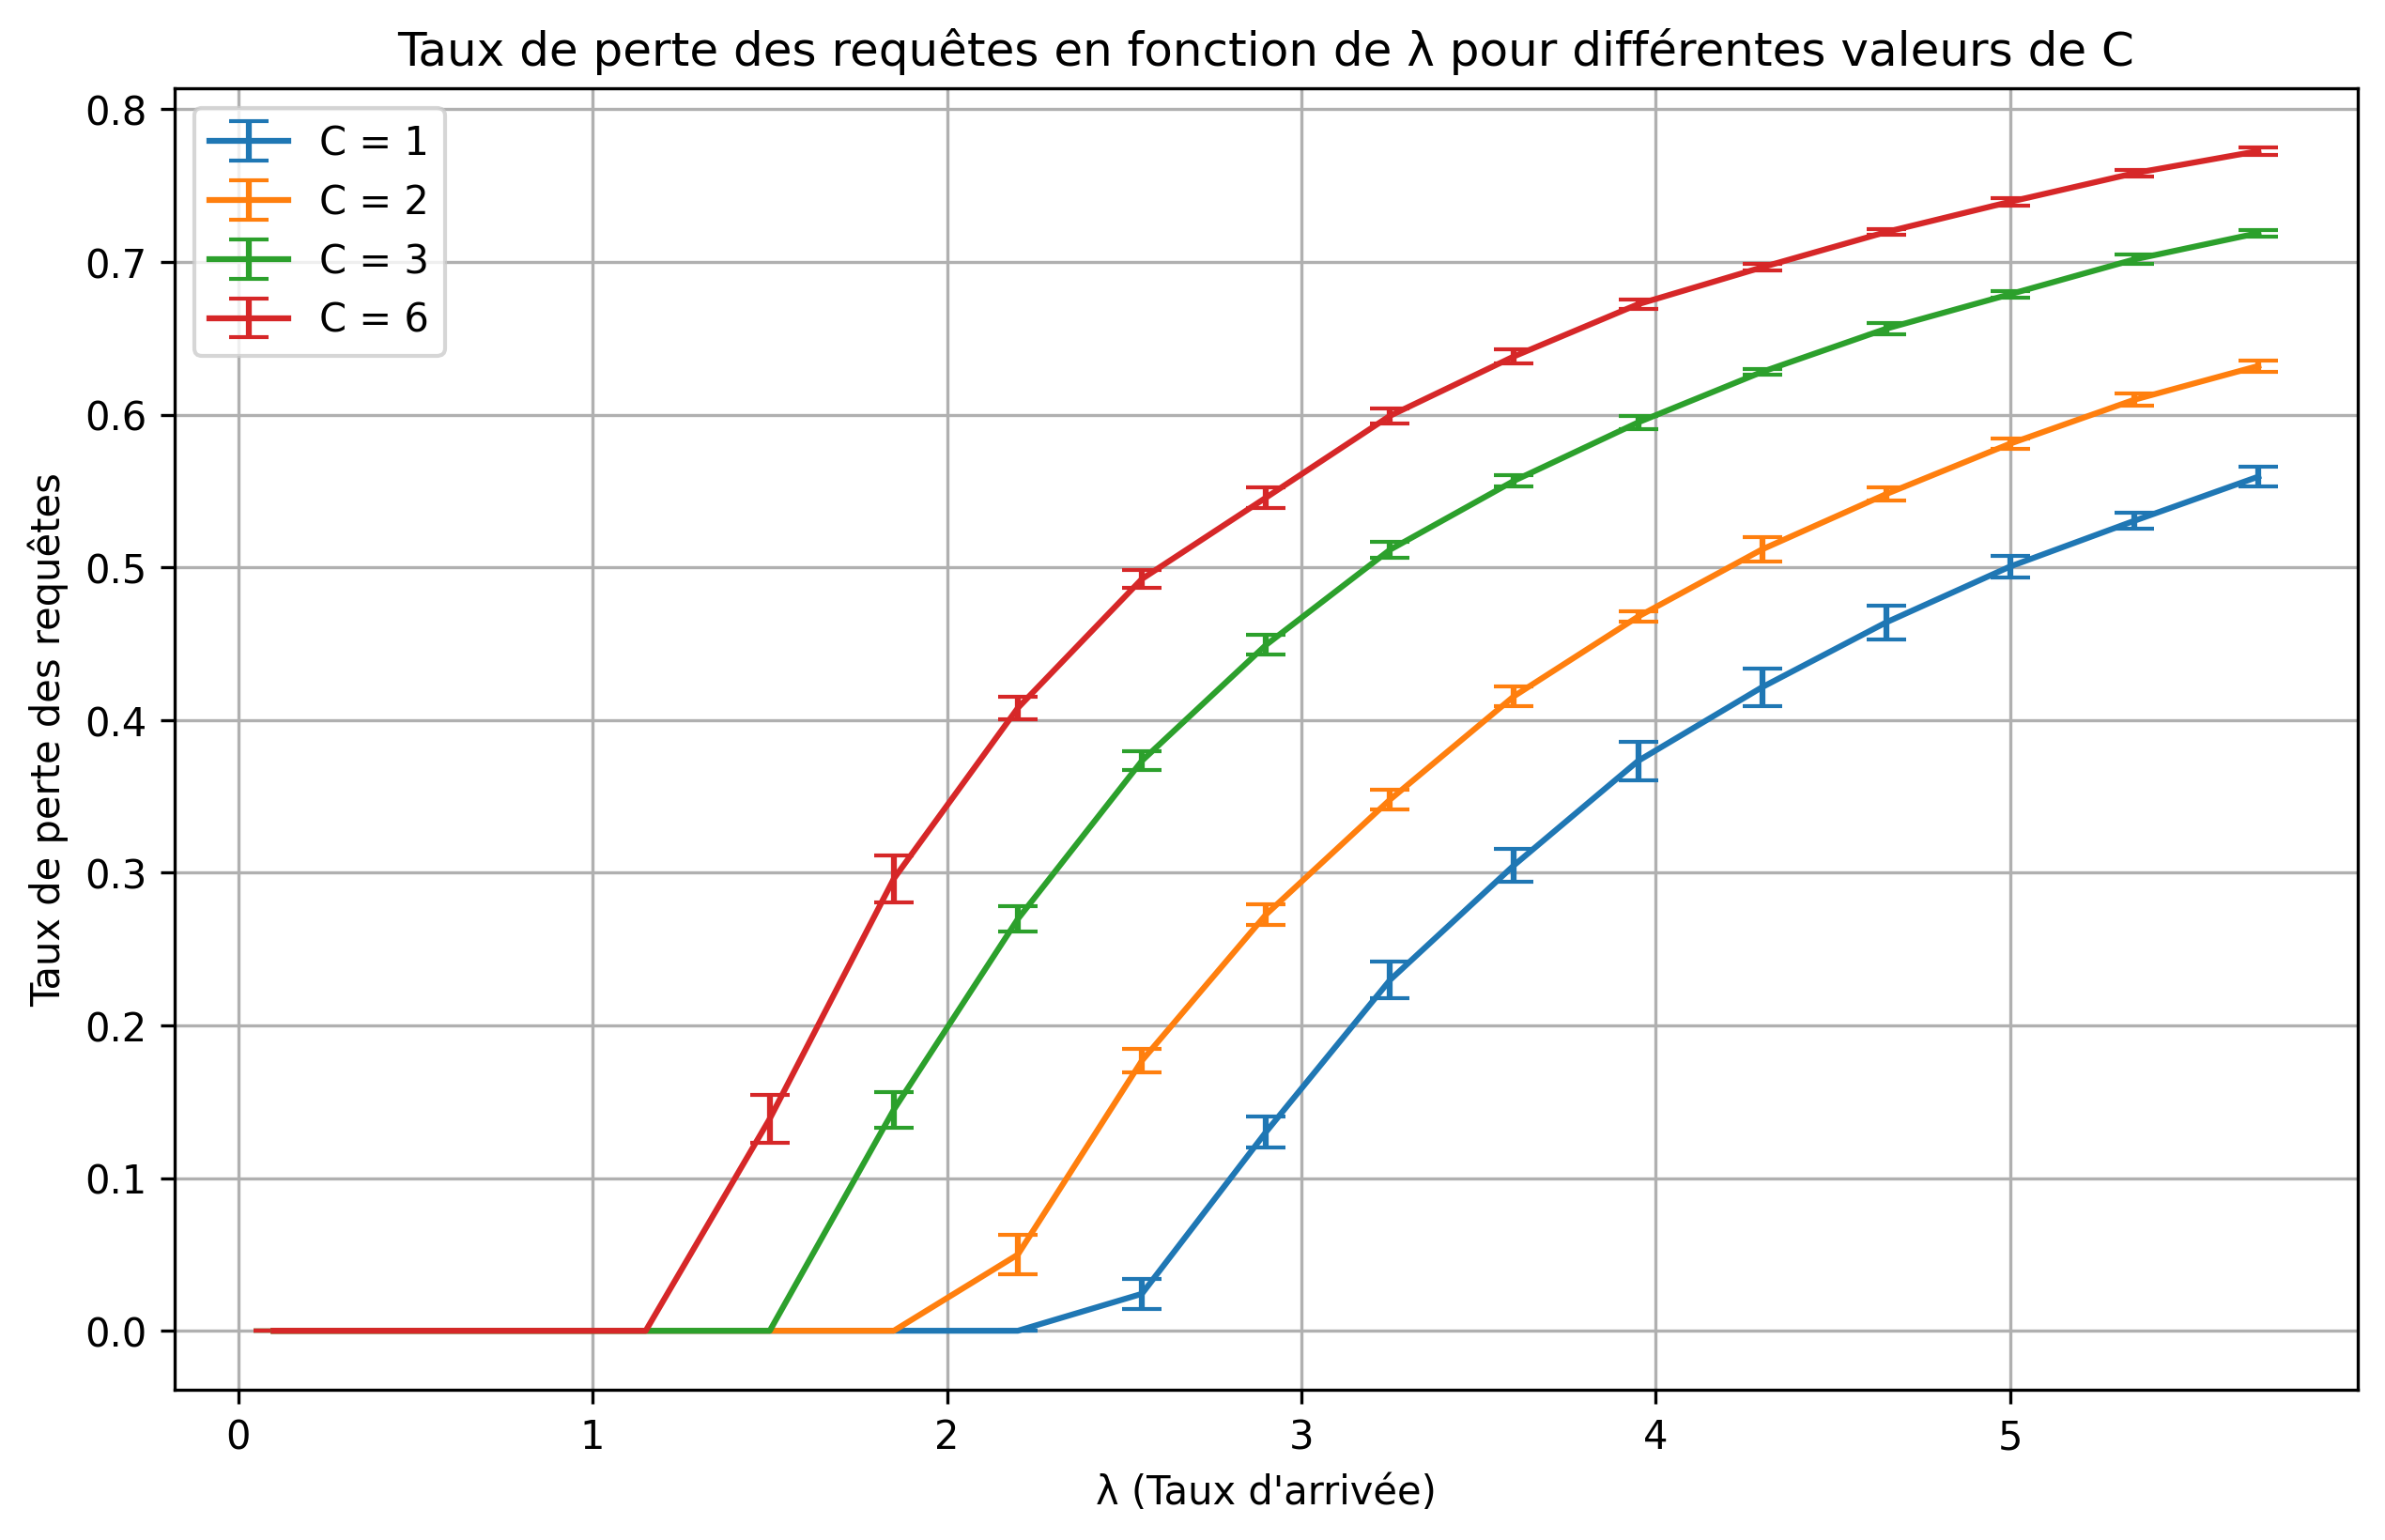 Taux de perte des requêtes en fonction de λ pour différentes valeurs de C
C = 1
C = 2
C = 3
C = 6
Taux de perte des requêtes
0.8
0.7
0.6
0.5
0.4
0.3
0.2
0.1
0.0
0 1 2 3 4 5
λ (Taux d'arrivée)